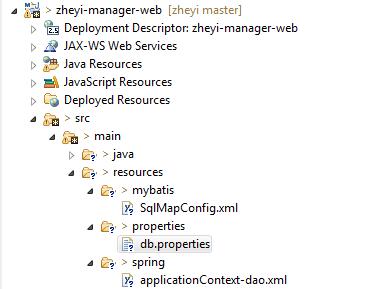 > zheyi-manager-web [zheyi master]
Deployment Descriptor: zheyi-manager-web
JAX-WS Web Services
Java Resources
JavaScript Resources
Deployed Resources
> src
> main
> java
> resources
> mybatis
SqlMapConfig.xml
> properties
db.properties
> spring
applicationContext-dao.xml